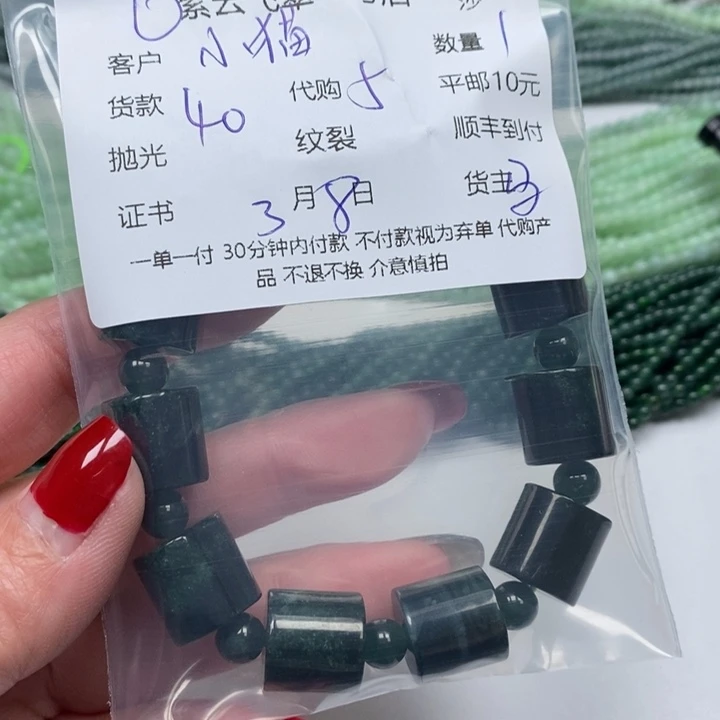 客户 小猫 数量 1
货款 40 代购 5 平邮10元
抛光 纹裂 顺丰到付
证书 3月8日 货主
一单一付 30分钟内付款 不付款视为弃单 代购产
品 不退不换 介意慎拍